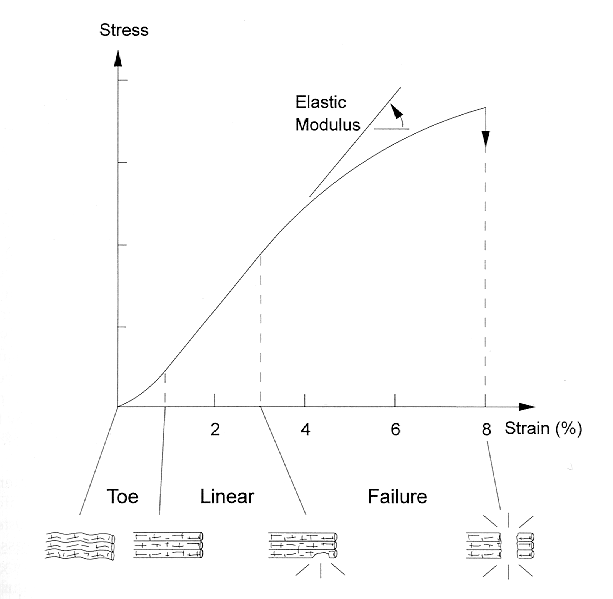 Stress
Elastic
Modulus
2
4
6
8
Strain (%)
Toe
Linear
Failure